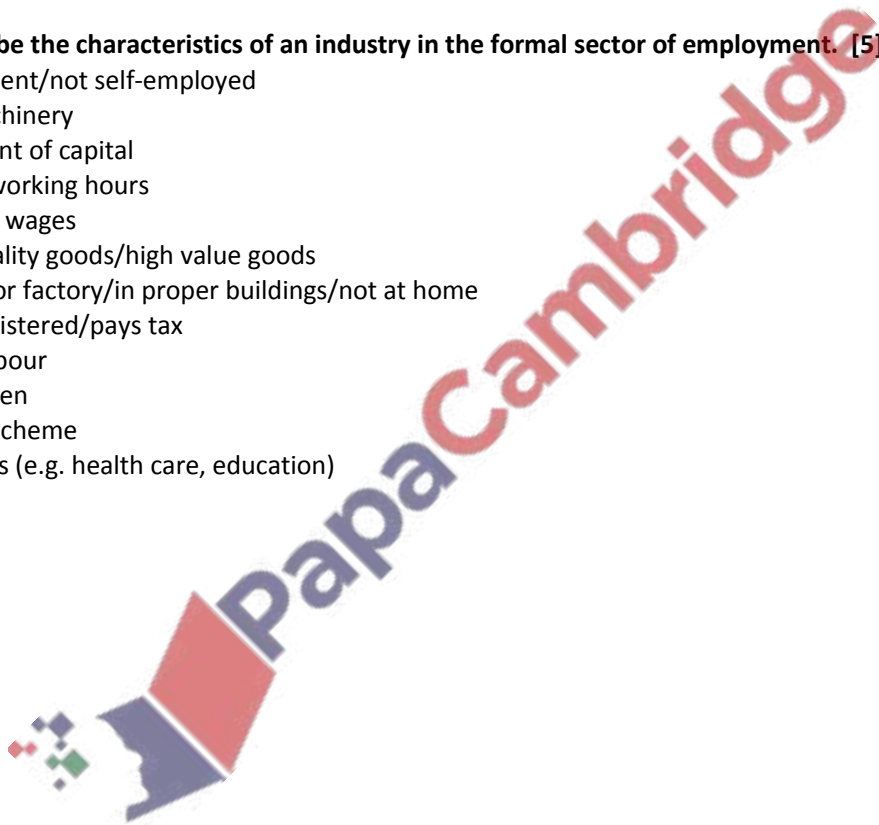 be the characteristics of an industry in the formal sector of employment. [5]
ent/not self-employed
chinery
nt of capital
working hours
wages
ality goods/high value goods
or factory/in proper buildings/not at home
istered/pays tax
bour
en
cheme
s (e.g. health care, education)
PapaCambridge